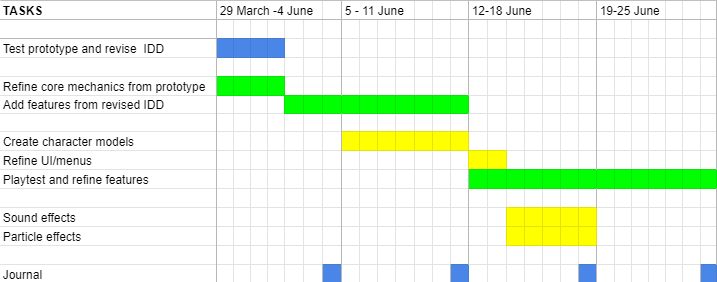 TASKS 29 March -4 June 5 - 11 June 12-18 June 19-25 June
Test prototype and revise  IDD
Refine core mechanics from prototype
Add features from revised IDD
Create character models
Refine UI/menus
Playtest and refine features
Sound effects
Particle effects
Journal